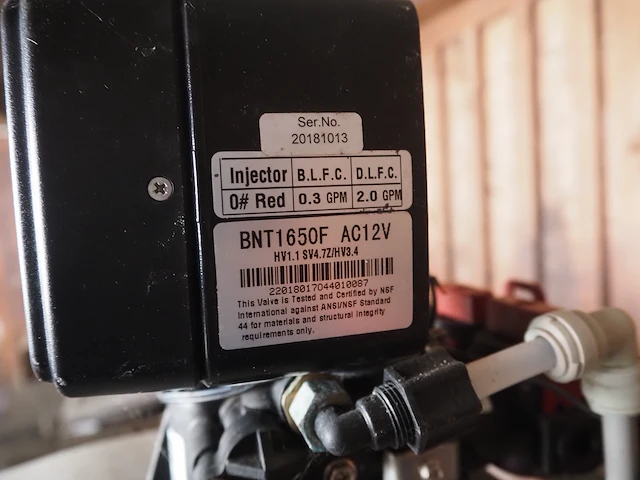 Ser.No.
20181013
Injector B.L.F.C. D.L.F.C.
0# Red 0.3 GPM 2.0 GPM
BNT1650F AC12V
HV1.1 SV4.7Z/HV3.4
22018017044010087
This Valve is Tested and Certified by NSF
International against ANSI/NSF Standard
44 for materials and structural integrity
requirements only.